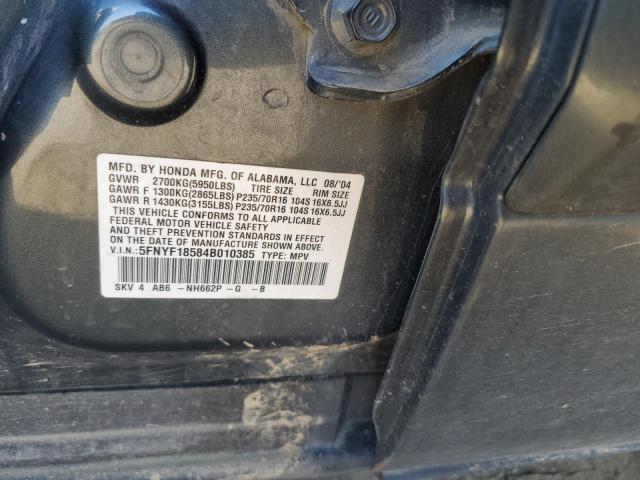 MFD. BY HONDA MFG. OF ALABAMA, LLC 08/'04
GVWR 2700KG(5950LBS) TIRE SIZE RIM SIZE
GAWR F 1300KG(2865LBS) P235/70R16 104S 16X6.5JJ
GAWR R 1430KG(3155LBS) P235/70R16 104S 16X6.5JJ
THIS VEHICLE CONFORMS TO ALL APPLICABLE
FEDERAL MOTOR VEHICLE SAFETY
AND THEFT PREVENTION STANDARDS IN EFFECT
ON THE DATE OF MANUFACTURE SHOWN ABOVE.
V.I.N.: 5FNYF18584B010385 TYPE: MPV
SKV 4 AB6 -NH662P -G -B